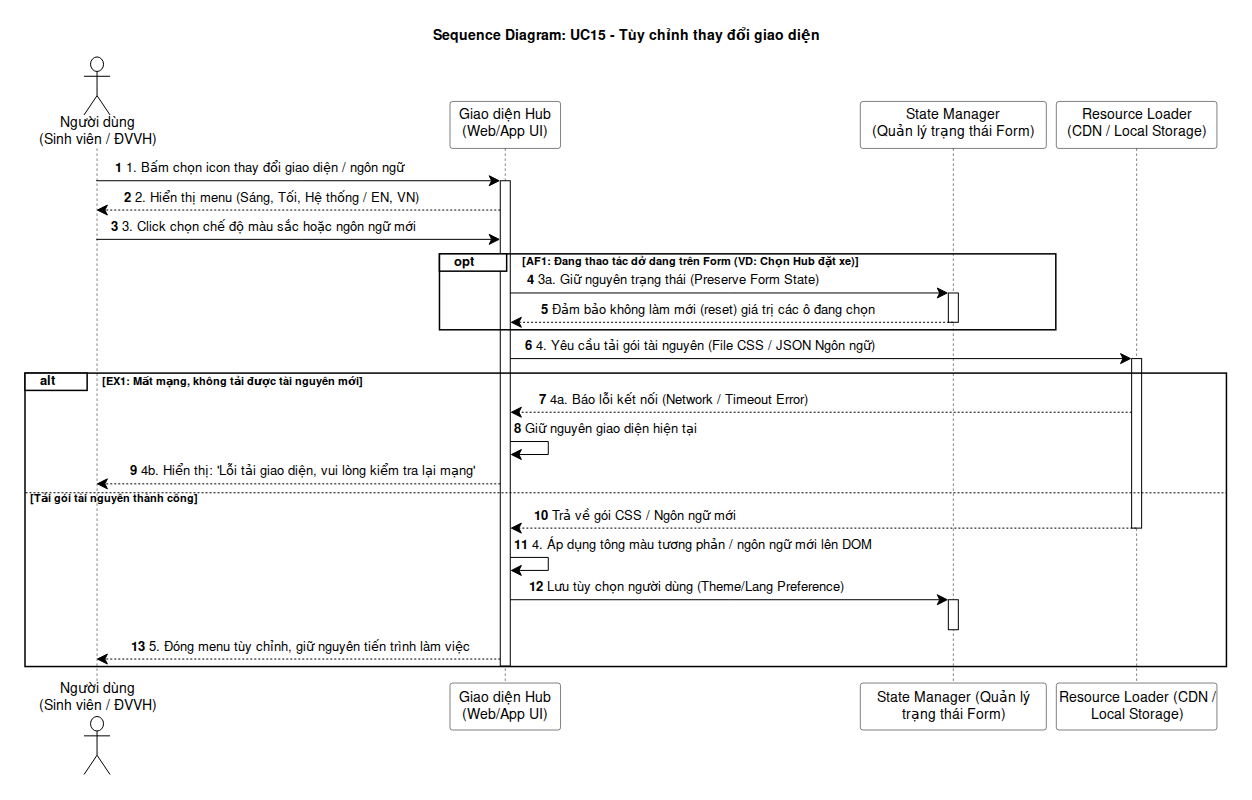 Sequence Diagram: UC15 - Tùy chỉnh thay đổi giao diện
Người dùng
(Sinh viên / ĐVVH)
Giao diện Hub
(Web/App UI)
State Manager
(Quản lý trạng thái Form)
Resource Loader
(CDN / Local Storage)
1 1. Bấm chọn icon thay đổi giao diện / ngôn ngữ
2 2. Hiển thị menu (Sáng, Tối, Hệ thống / EN, VN)
3 3. Click chọn chế độ màu sắc hoặc ngôn ngữ mới
opt [AF1: Đang thao tác dở dang trên Form (VD: Chọn Hub đặt xe)]
4 3a. Giữ nguyên trạng thái (Preserve Form State)
5 Đảm bảo không làm mới (reset) giá trị các ô đang chọn
6 4. Yêu cầu tải gói tài nguyên (File CSS / JSON Ngôn ngữ)
alt [EX1: Mất mạng, không tải được tài nguyên mới]
7 4a. Báo lỗi kết nối (Network / Timeout Error)
8 Giữ nguyên giao diện hiện tại
9 4b. Hiển thị: 'Lỗi tải giao diện, vui lòng kiểm tra lại mạng'
[Tải gói tài nguyên thành công]
10 Trả về gói CSS / Ngôn ngữ mới
11 4. Áp dụng tông màu tương phản / ngôn ngữ mới lên DOM
12 Lưu tùy chọn người dùng (Theme/Lang Preference)
13 5. Đóng menu tùy chỉnh, giữ nguyên tiến trình làm việc
Người dùng
(Sinh viên / ĐVVH)
Giao diện Hub
(Web/App UI)
State Manager (Quản lý
trạng thái Form)
Resource Loader (CDN /
Local Storage)